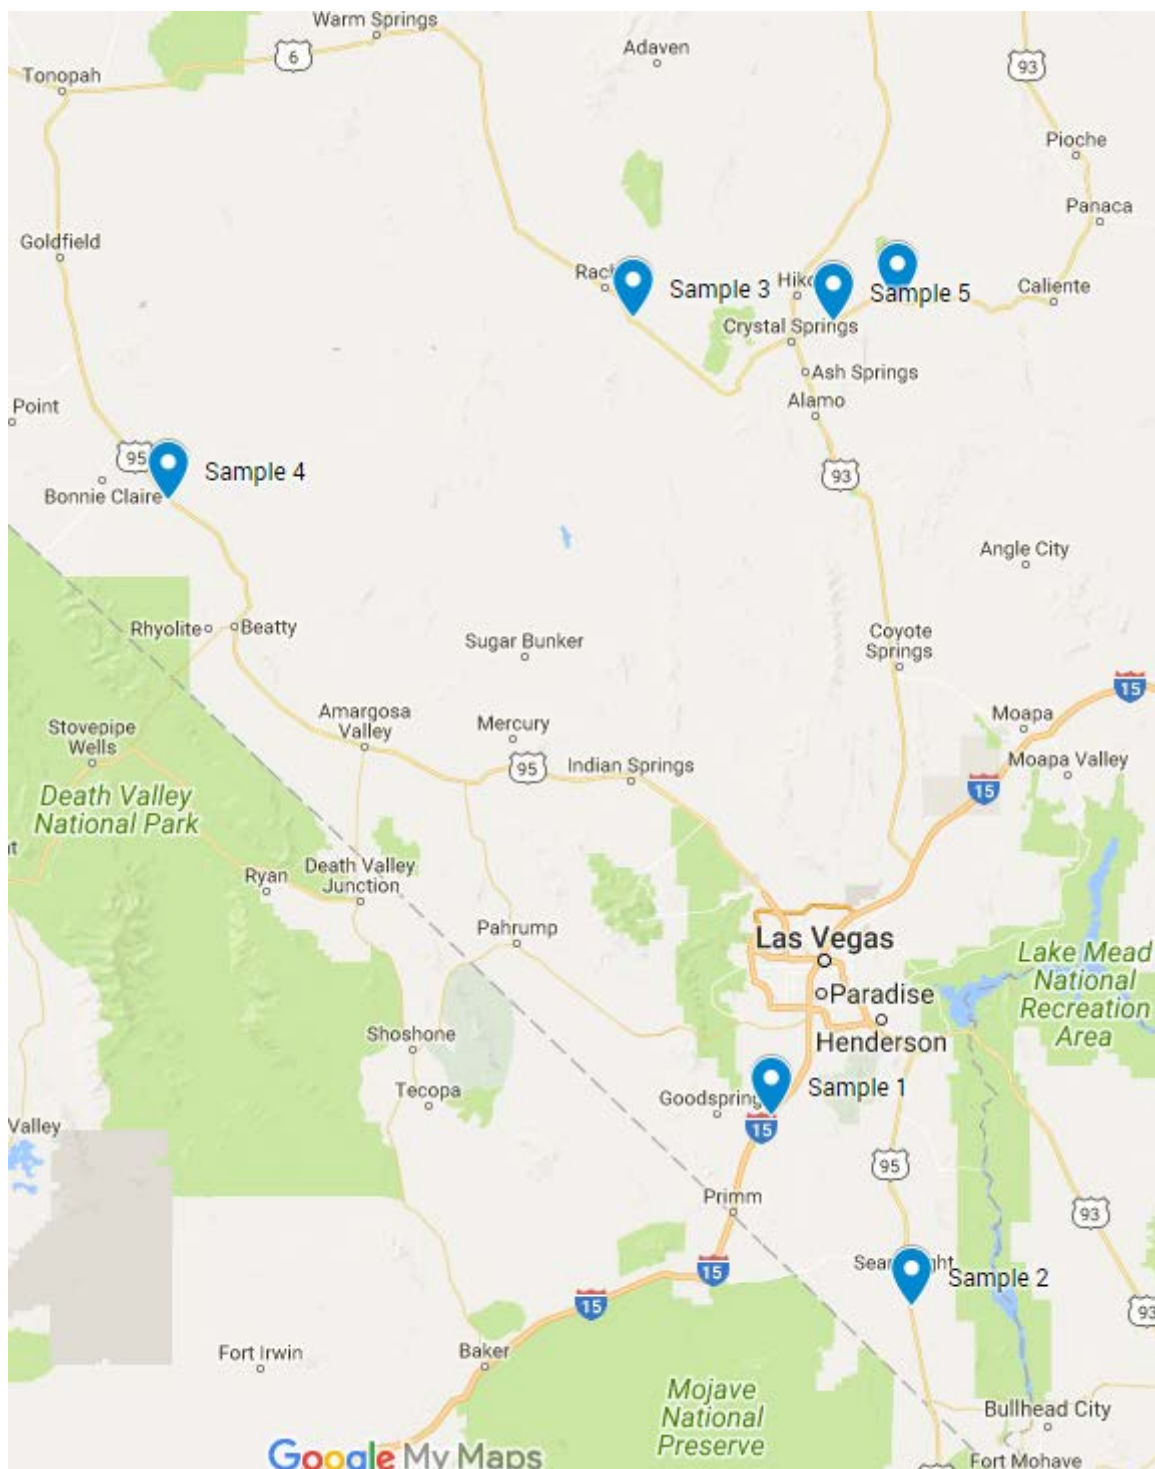 Warm Springs
Adaven
6
93
Tonopah
Pioche
Panaca
Goldfield
Sample 3
Sample 5
Caliente
Crystal Springs
Ash Springs
Point
Alamo
95
Sample 4
93
Bonnie Claire
Angle City
Rhyolite
Beatty
Coyote
Springs
Sugar Bunker
15
Amargosa
Valley
Mercury
Moapa
Stovepipe
Wells
95
Indian Springs
Moapa Valley
15
Death Valley
National Park
Ryan
Death Valley
Junction
Pahrump
Las Vegas
Lake Mead
National
Recreation
Area
Paradise
Shoshone
Henderson
Tecopa
Sample 1
Valley
15
95
Primm
93
15
Sample 2
15
93
Fort Irwin
Baker
Mojave
National
Preserve
Bullhead City
Google My Maps
Fort Mohave